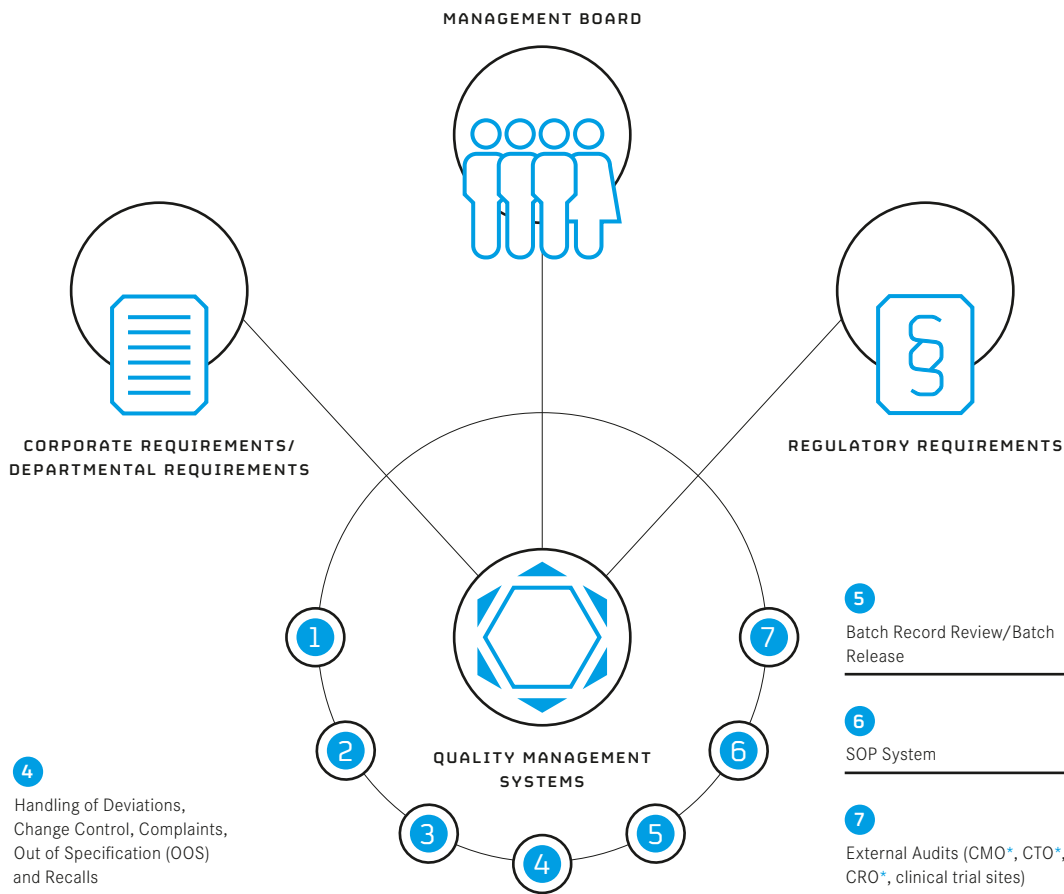 MANAGEMENT BOARD
CORPORATE REQUIREMENTS/
DEPARTMENTAL REQUIREMENTS
§
REGULATORY REQUIREMENTS
1
2
3
4
5
6
7
QUALITY MANAGEMENT
SYSTEMS
4
Handling of Deviations,
Change Control, Complaints,
Out of Specification (OOS)
and Recalls
5
Batch Record Review/Batch
Release
6
SOP System
7
External Audits (CMO*, CTO*,
CRO*, clinical trial sites)